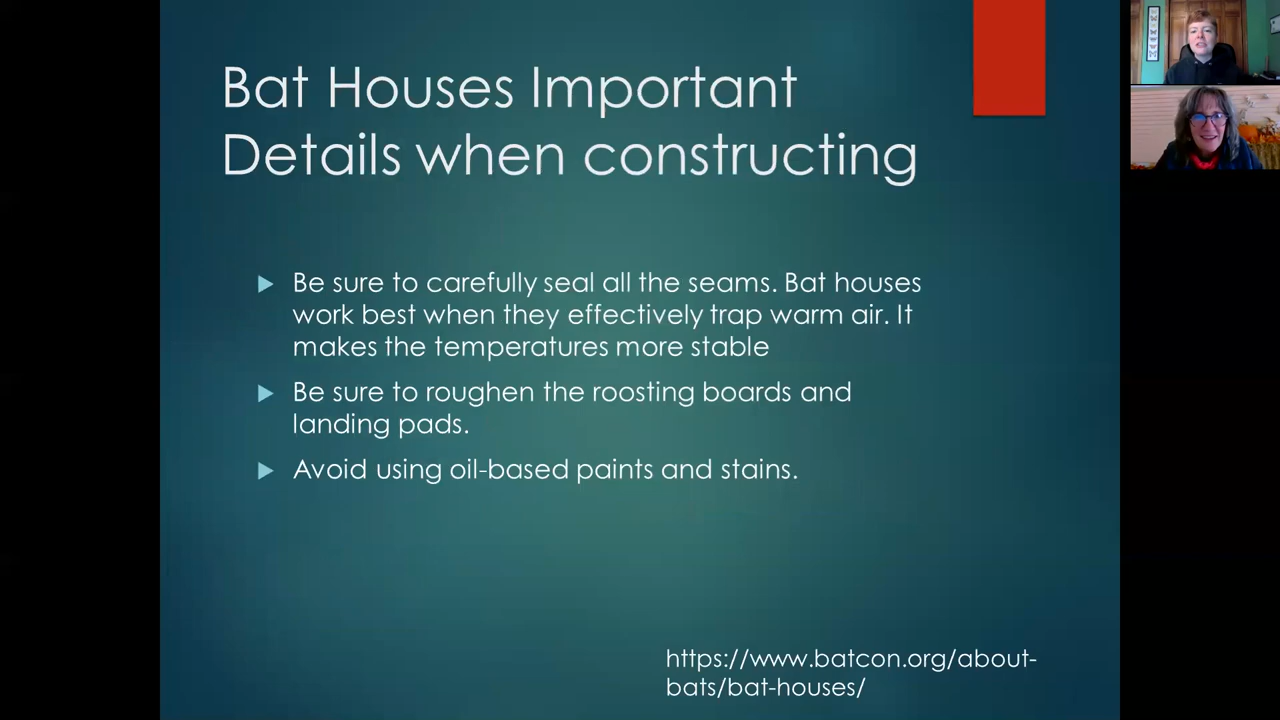 Bat Houses Important
Details when constructing
Be sure to carefully seal all the seams. Bat houses
work best when they effectively trap warm air. It
makes the temperatures more stable
Be sure to roughen the roosting boards and
landing pads.
Avoid using oil-based paints and stains.
https://www.batcon.org/about-
bats/bat-houses/